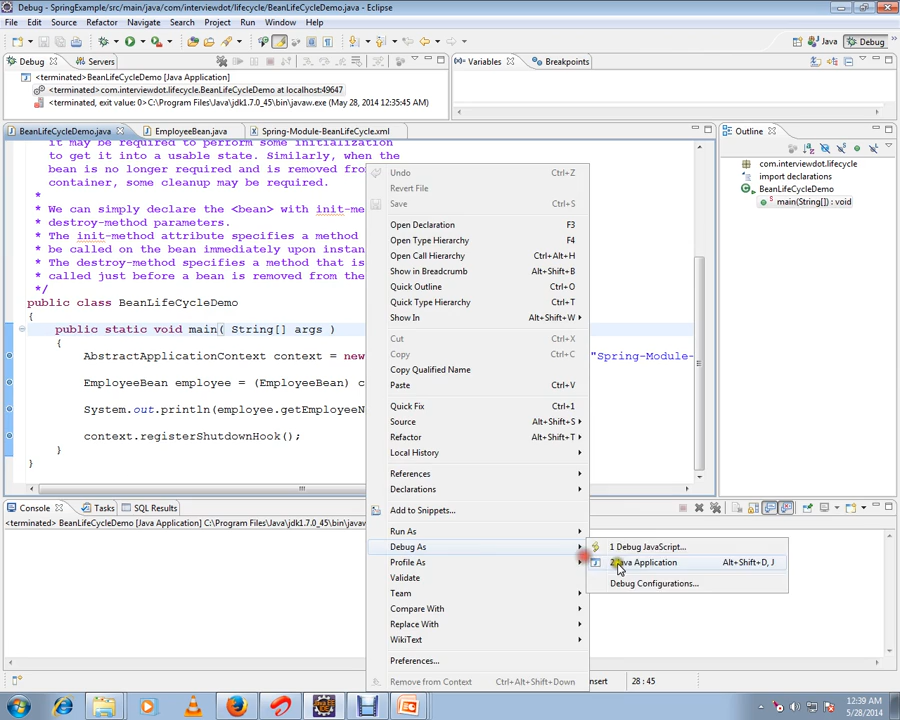 Debug - SpringExample/src/main/java/com/interviewdot/lifecycle/BeanLifeCycleDemo.java - Eclipse
File Edit Source Refactor Navigate Search Project Run Window Help
Java Debug
Debug Servers
Variables Breakpoints
<terminated> BeanLifeCycleDemo [Java Application]
<terminated> com.interviewdot.lifecycle.BeanLifeCycleDemo at localhost:49647
<terminated, exit value: 0> C:\Program Files\Java\jdk1.7.0_45\bin\javaw.exe (May 28, 2014 12:35:45 AM)
BeanLifeCycleDemo.java EmployeeBean.java Spring-Module-BeanLifeCycle.xml
Outline
it may be required to perform some initialization
to get it into a usable state. Similarly, when the
bean is no longer required and is removed from
container, some cleanup may be required.
*
* We can simply declare the <bean> with init-m
destroy-method parameters.
* The init-method attribute specifies a method
be called on the bean immediately upon instan
* The destroy-method specifies a method that is
called just before a bean is removed from the
*/
public class BeanLifeCycleDemo
{
public static void main( String[] args )
{
AbstractApplicationContext context = new "Spring-Module-
EmployeeBean employee = (EmployeeBean) c
System.out.println(employee.getEmployeeN
context.registerShutdownHook();
}
}
com.interviewdot.lifecycle
import declarations
BeanLifeCycleDemo
main(String[]) : void
Undo Ctrl+Z
Revert File
Save Ctrl+S
Open Declaration F3
Open Type Hierarchy F4
Open Call Hierarchy Ctrl+Alt+H
Show in Breadcrumb Alt+Shift+B
Quick Outline Ctrl+O
Quick Type Hierarchy Ctrl+T
Show In Alt+Shift+W
Cut Ctrl+X
Copy Ctrl+C
Copy Qualified Name
Paste Ctrl+V
Quick Fix Ctrl+1
Source Alt+Shift+S
Refactor Alt+Shift+T
Local History
References
Declarations
Add to Snippets...
Run As
Debug As
Profile As
Validate
Team
Compare With
Replace With
WikiText
Preferences...
Remove from Context Ctrl+Alt+Shift+Down
1 Debug JavaScript...
2 Java Application Alt+Shift+D, J
Debug Configurations...
Console Tasks SQL Results
<terminated> BeanLifeCycleDemo [Java Application] C:\Program Files\Java\jdk1.7.0_45\bin\java
nsert 28 : 45
12:39 AM
5/28/2014